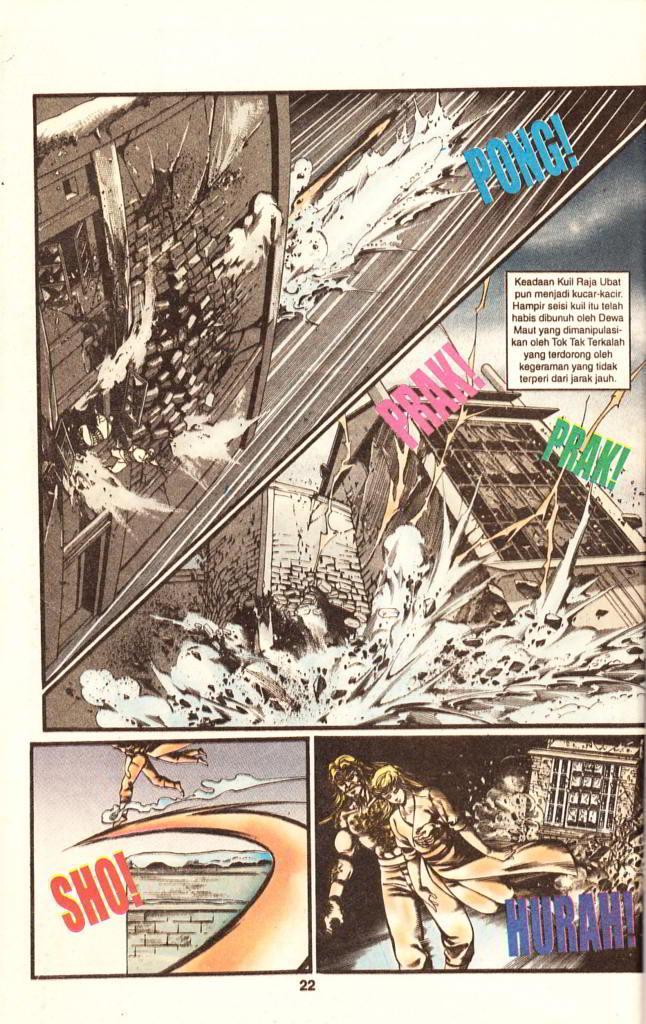 PONG!
Keadaan Kuil Raja Ubat
pun menjadi kucar-kacir.
Hampir seisi kuil itu telah
habis dibunuh oleh Dewa
Maut yang dimanipulasi-
kan oleh Tok Tak Terkalah
yang terdorong oleh
kegeraman yang tidak
terperi dari jarak jauh.
PRAK!
PRAK!
SHO!
HURAH!
22